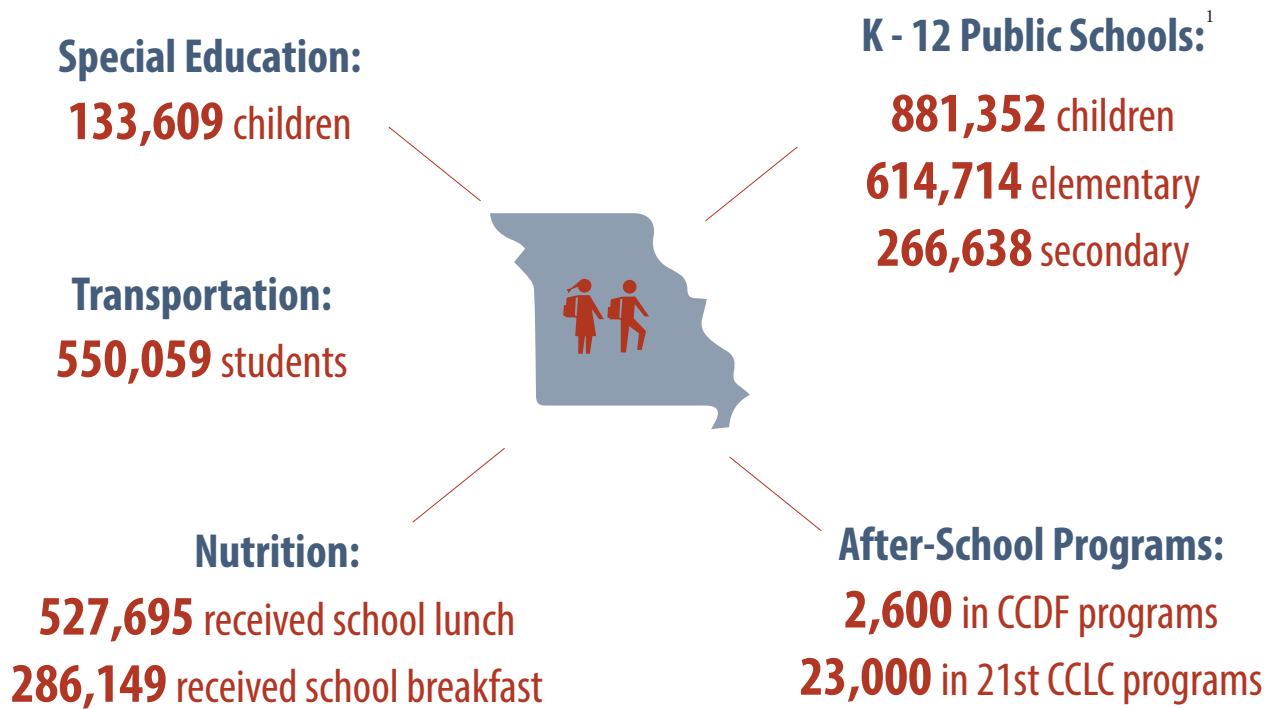 Special Education:
133,609 children
K - 12 Public Schools:1
881,352 children
614,714 elementary
266,638 secondary
Transportation:
550,059 students
Nutrition:
527,695 received school lunch
286,149 received school breakfast
After-School Programs:
2,600 in CCDF programs
23,000 in 21st CCLC programs